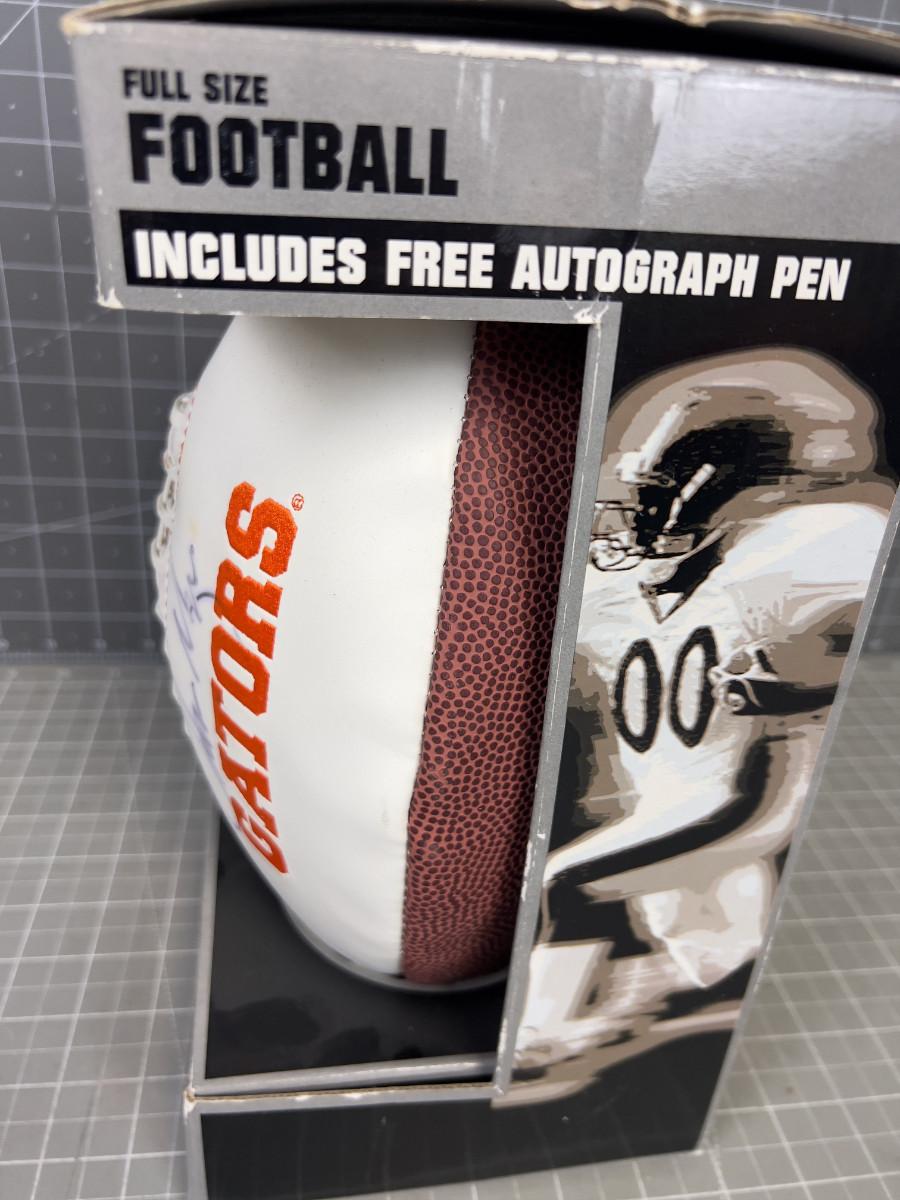 FULL SIZE
FOOTBALL
INCLUDES FREE AUTOGRAPH PEN
GATORS®
00